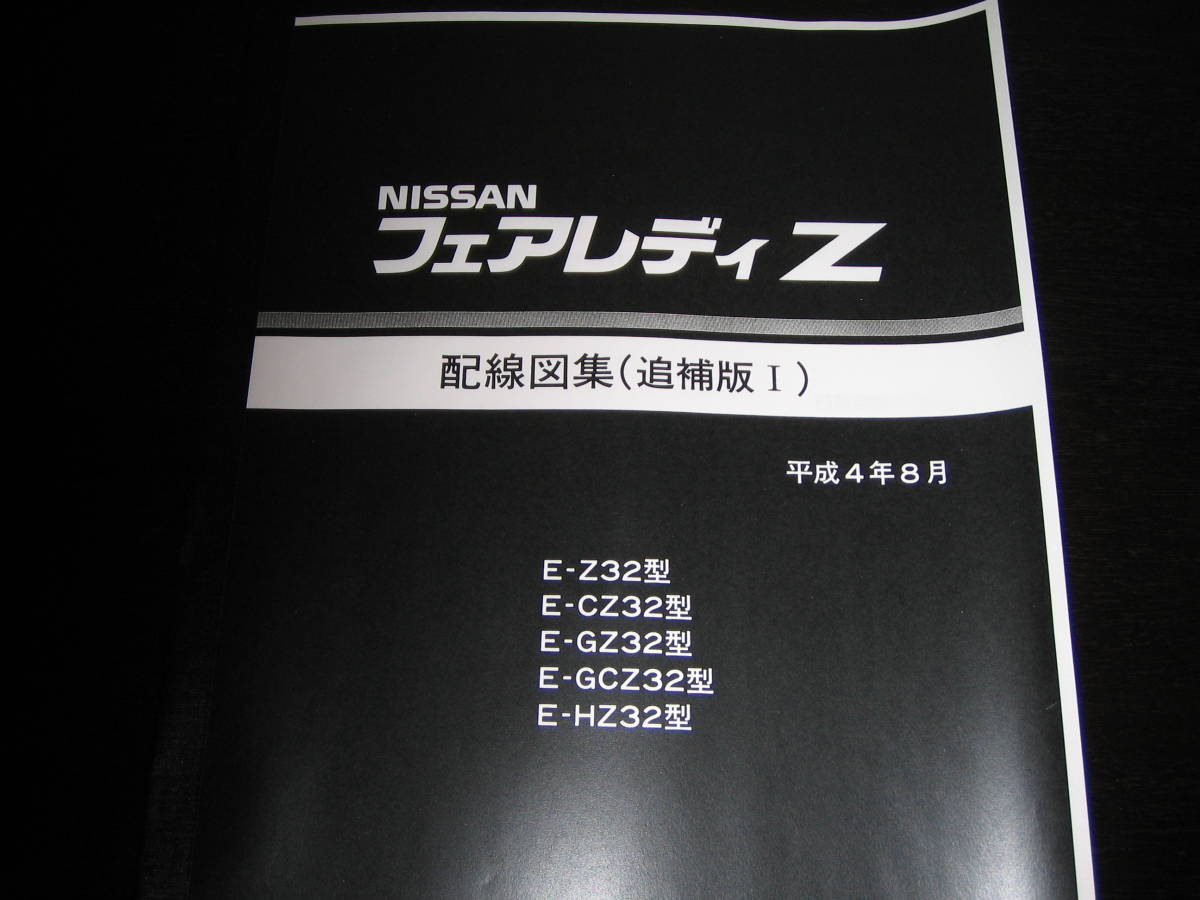 NISSAN
フェアレディZ
配線図集(追補版Ⅰ)
平成4年8月
E-Z32型
E-CZ32型
E-GZ32型
E-GCZ32型
E-HZ32型